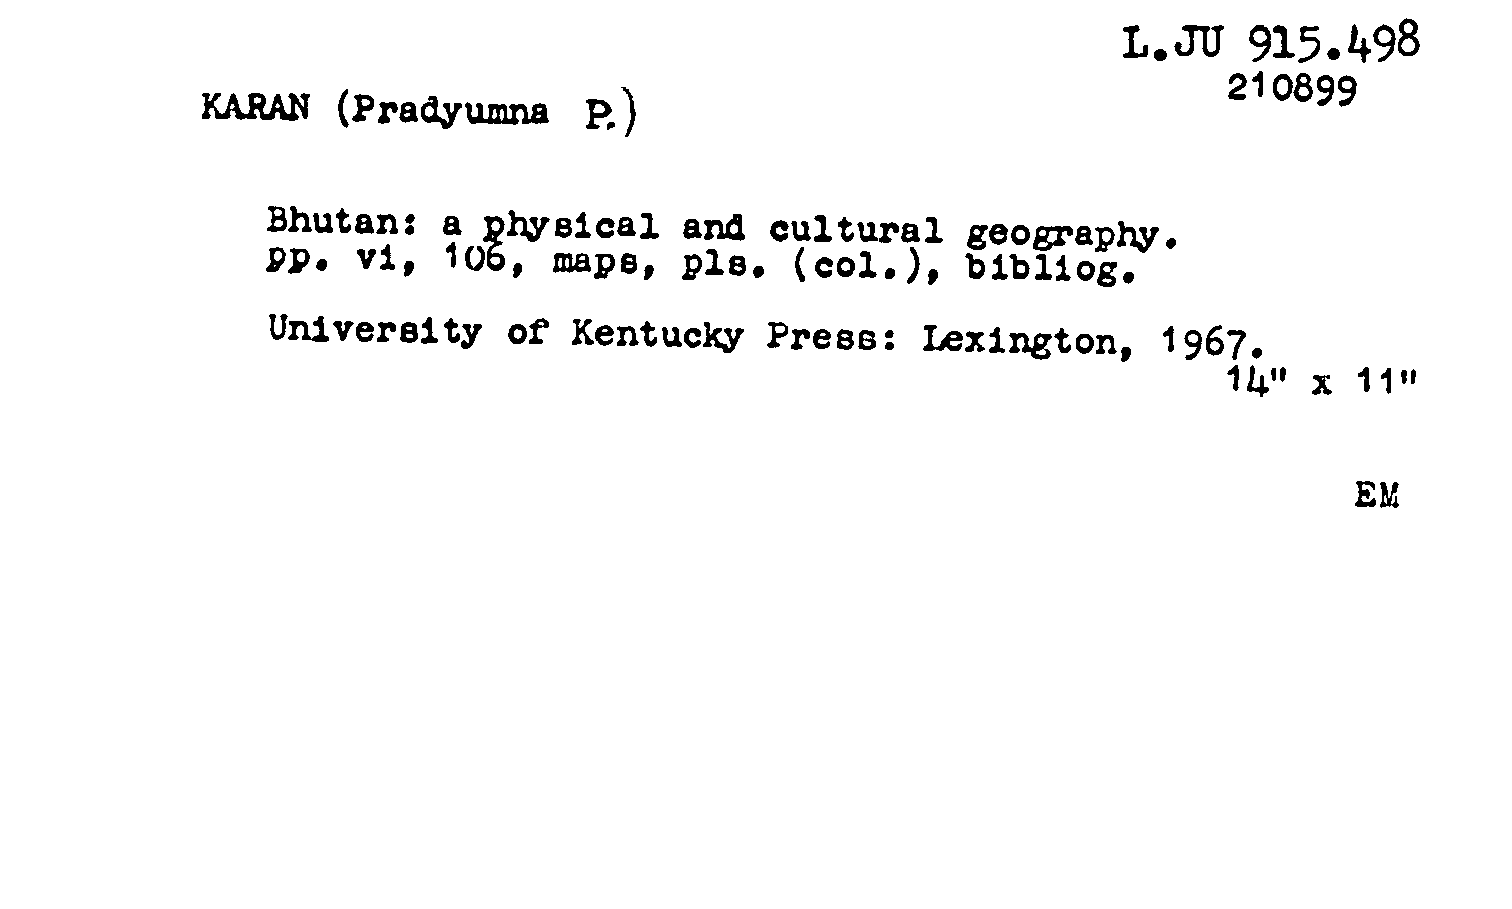 L.JU 915.498
210899
KARAN (Pradyumna P.)
Bhutan: a physical and cultural geography.
pp. vi, 106, maps, pls. (col.), bibliog.
University of Kentucky Press: Lexington, 1967.
14" x 11"
EM